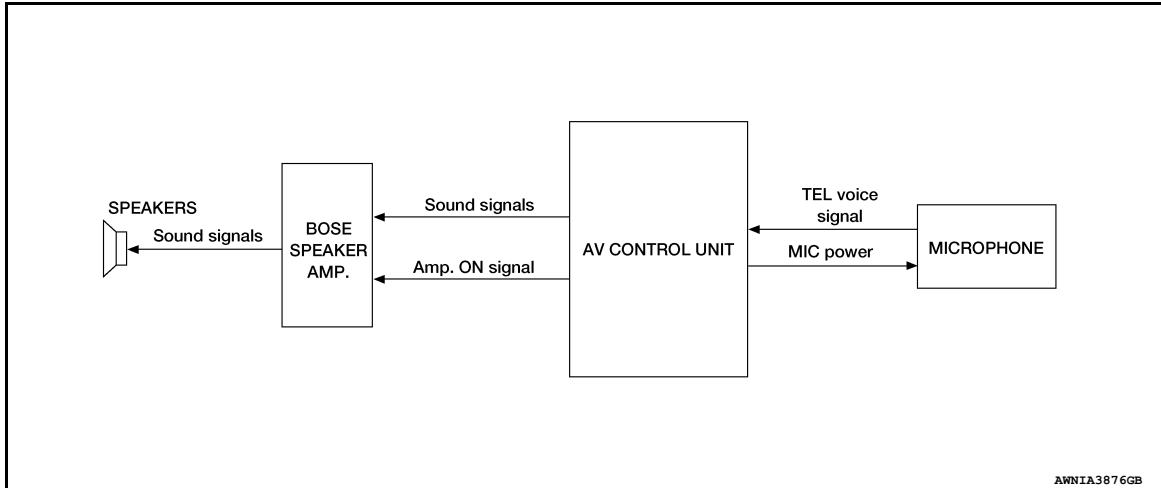 SPEAKERS
Sound signals
BOSE
SPEAKER
AMP.
Sound signals
Amp. ON signal
AV CONTROL UNIT
TEL voice
signal
MIC power
MICROPHONE
AWNIA3876GB